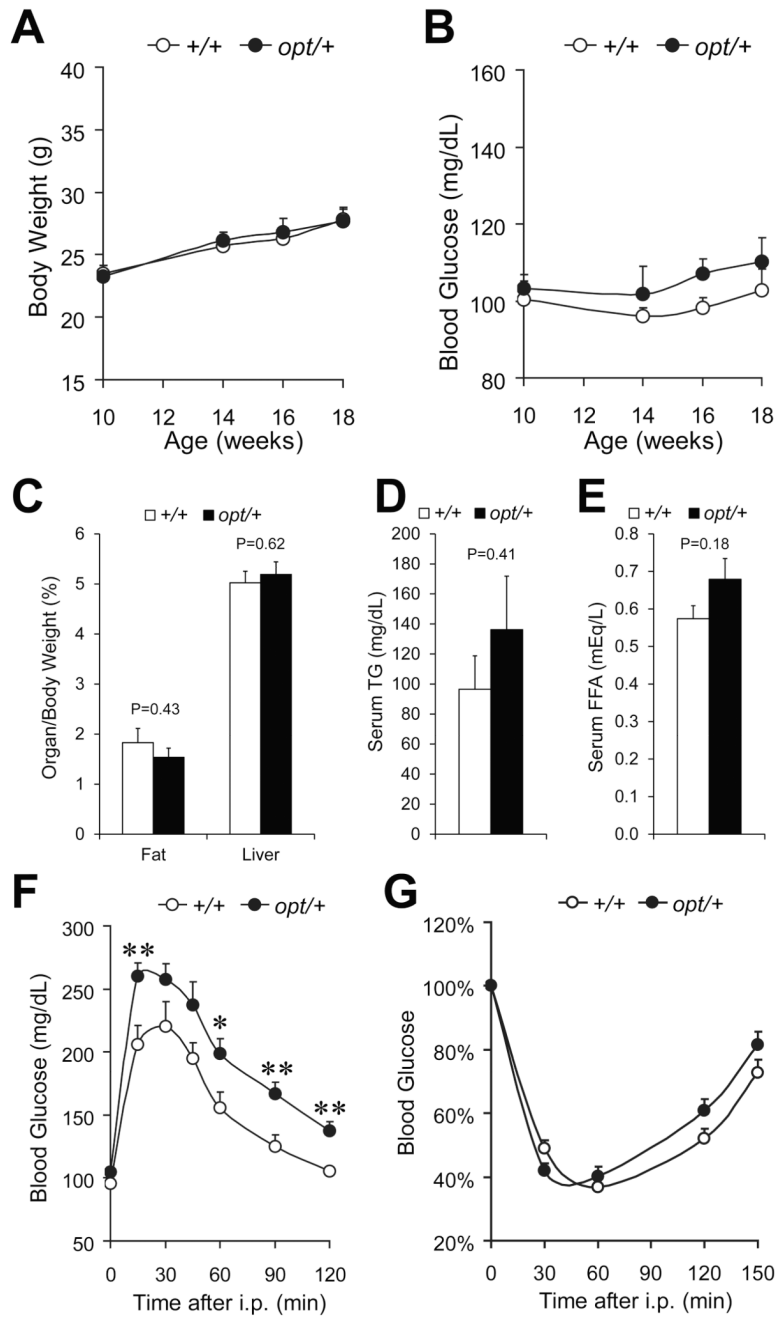 A
+/+ opt/+
40
35
30
25
20
15
Body Weight (g)
10 12 14 16 18
Age (weeks)
B
+/+ opt/+
160
140
120
100
80
Blood Glucose (mg/dL)
10 12 14 16 18
Age (weeks)
C
+/+ opt/+
6
5
4
3
2
1
0
Organ/Body Weight (%)
P=0.43
P=0.62
Fat Liver
D
+/+ opt/+
200
180
160
140
120
100
80
60
40
20
0
Serum TG (mg/dL)
P=0.41
E
+/+ opt/+
0.8
0.7
0.6
0.5
0.4
0.3
0.2
0.1
0.0
Serum FFA (mEq/L)
P=0.18
F
+/+ opt/+
300
250
200
150
100
50
Blood Glucose (mg/dL)
** * ** **
0 30 60 90 120
Time after i.p. (min)
G
+/+ opt/+
120%
100%
80%
60%
40%
20%
Blood Glucose
0 30 60 90 120 150
Time after i.p. (min)